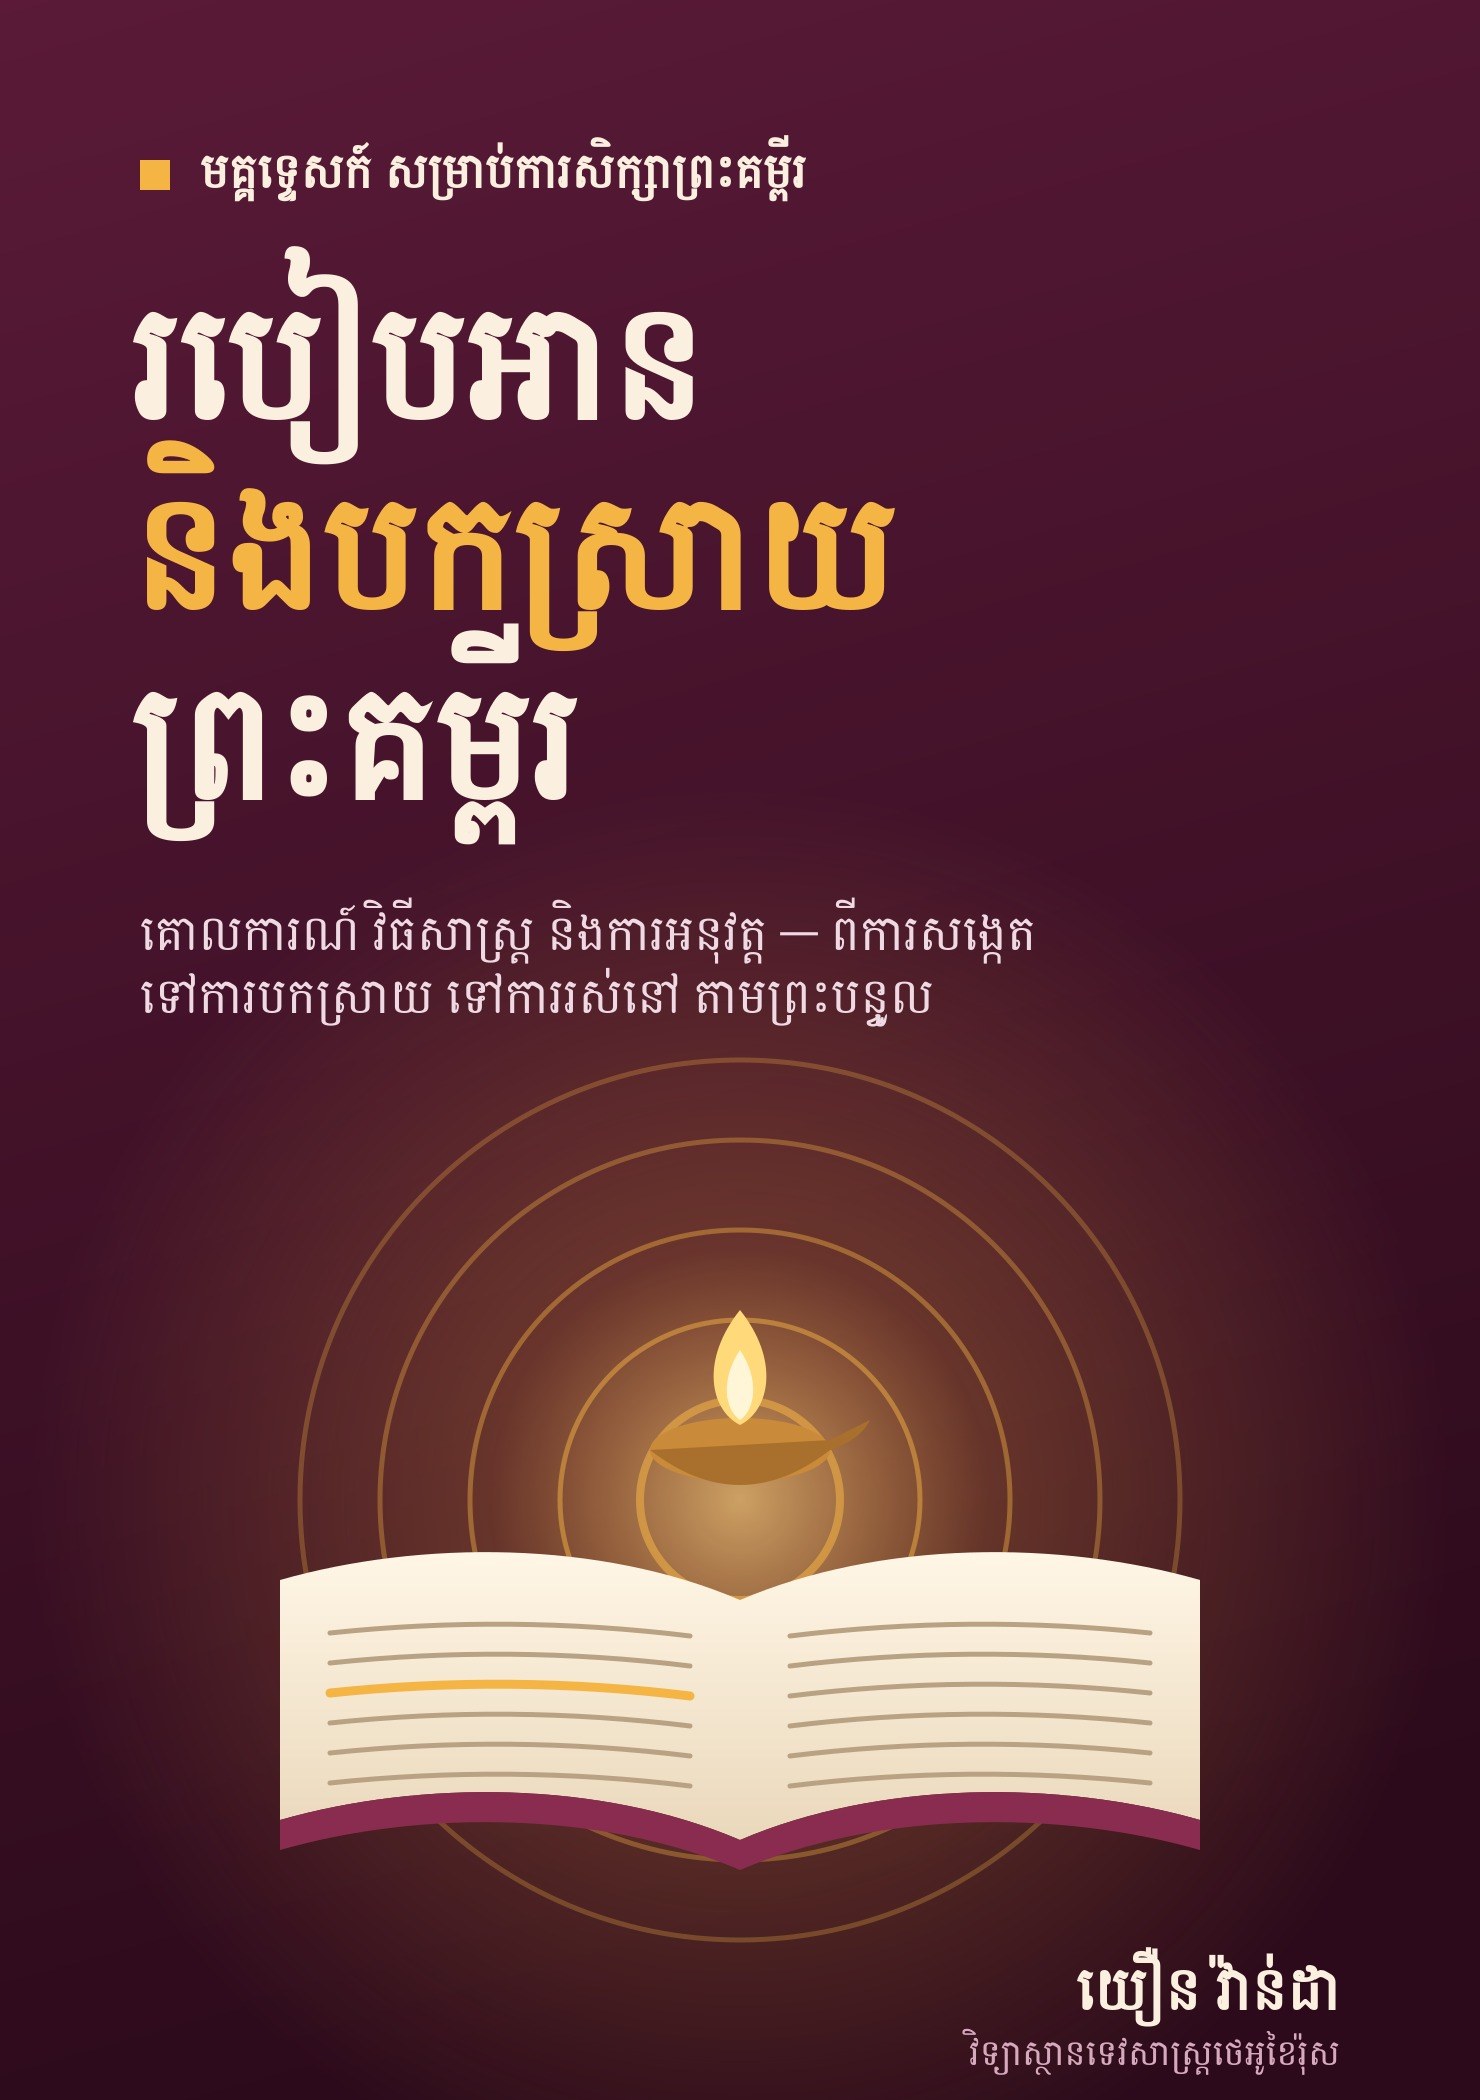 មគ្គទ្ទេសក៍ សម្រាប់ការសិក្សាព្រះគម្ពីរ
របៀបអាន
និងបកស្រាយ
ព្រះគម្ពីរ
គោលការណ៍ វិធីសាស្ត្រ និងការអនុវត្ត — ពីការសង្កេត
ទៅការបកស្រាយ ទៅការរស់នៅ តាមព្រះបន្ទូល
យឿន វ៉ាន់ដា
វិទ្យាស្ថានទេវសាស្ត្រថេអូខៃរ៉ុស